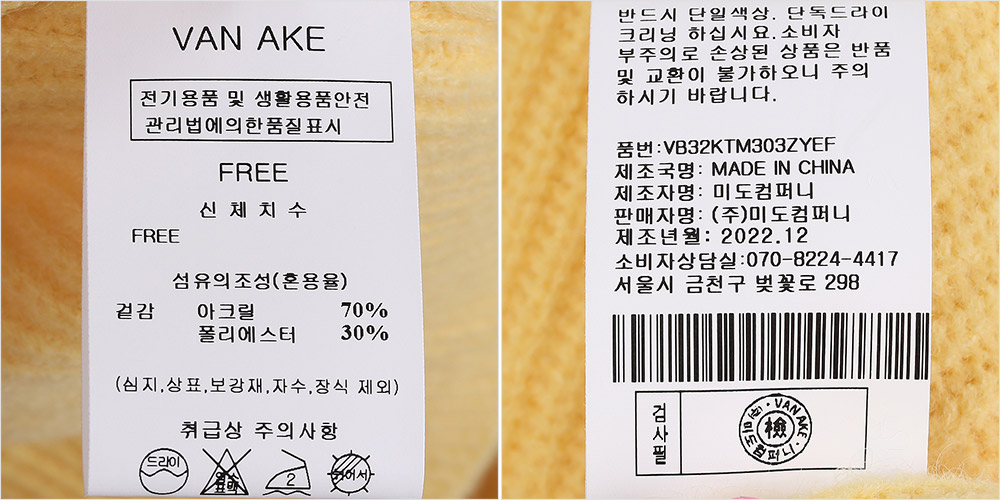 VAN AKE
전기용품 및 생활용품안전
관리법에의한품질표시
FREE
신 체 치 수
FREE
섬유의조성(혼용율)
겉감 아크릴 70%
폴리에스터 30%
(심지,상표,보강재,자수,장식 제외)
취급상 주의사항
드라이
염소
표백
2
반드시 단일색상. 단독드라이
크리닝 하십시요.소비자
부주의로 손상된 상품은 반품
및 교환이 불가하오니 주의
하시기 바랍니다.
품번:VB32KTM303ZYEF
제조국명: MADE IN CHINA
제조자명: 미도컴퍼니
판매자명: (주)미도컴퍼니
제조년월: 2022.12
소비자상담실:070-8224-4417
서울시 금천구 벚꽃로 298
검사필
VAN AKE
檢
(주)미도컴퍼니